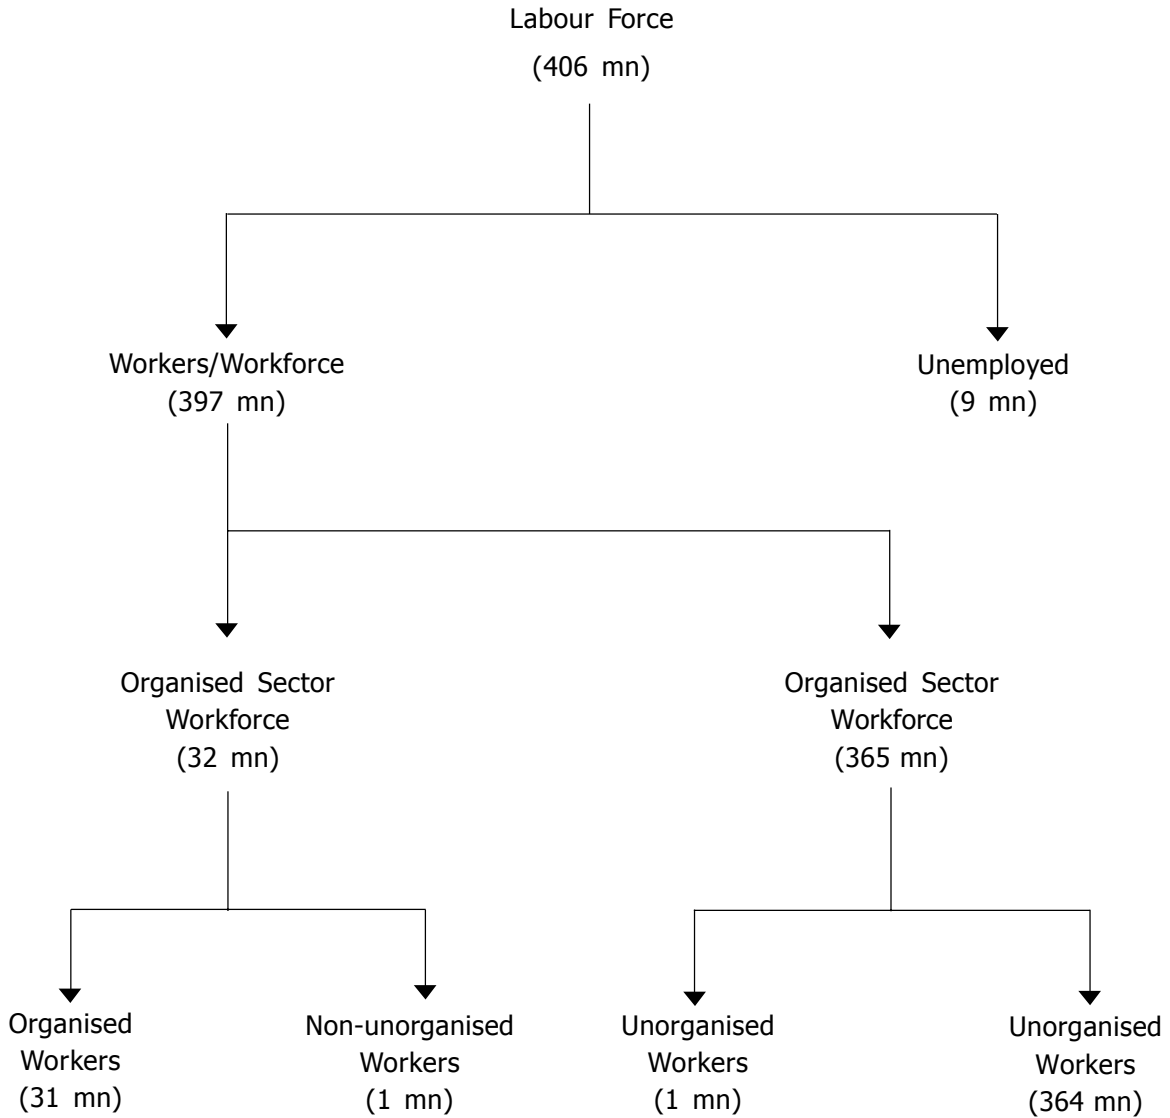 Labour Force
(406 mn)
Workers/Workforce
(397 mn)
Unemployed
(9 mn)
Organised Sector
Workforce
(32 mn)
Organised Sector
Workforce
(365 mn)
Organised
Workers
(31 mn)
Non-unorganised
Workers
(1 mn)
Unorganised
Workers
(1 mn)
Unorganised
Workers
(364 mn)